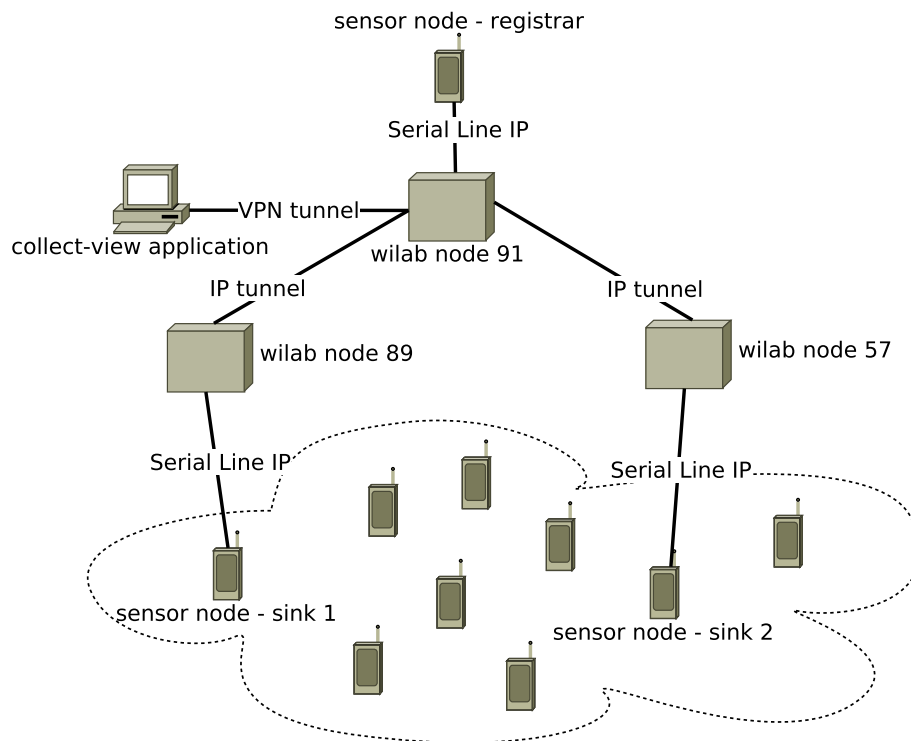 sensor node - registrar
Serial Line IP
VPN tunnel
collect-view application
wilab node 91
IP tunnel
IP tunnel
wilab node 89
wilab node 57
Serial Line IP
Serial Line IP
sensor node - sink 1
sensor node - sink 2